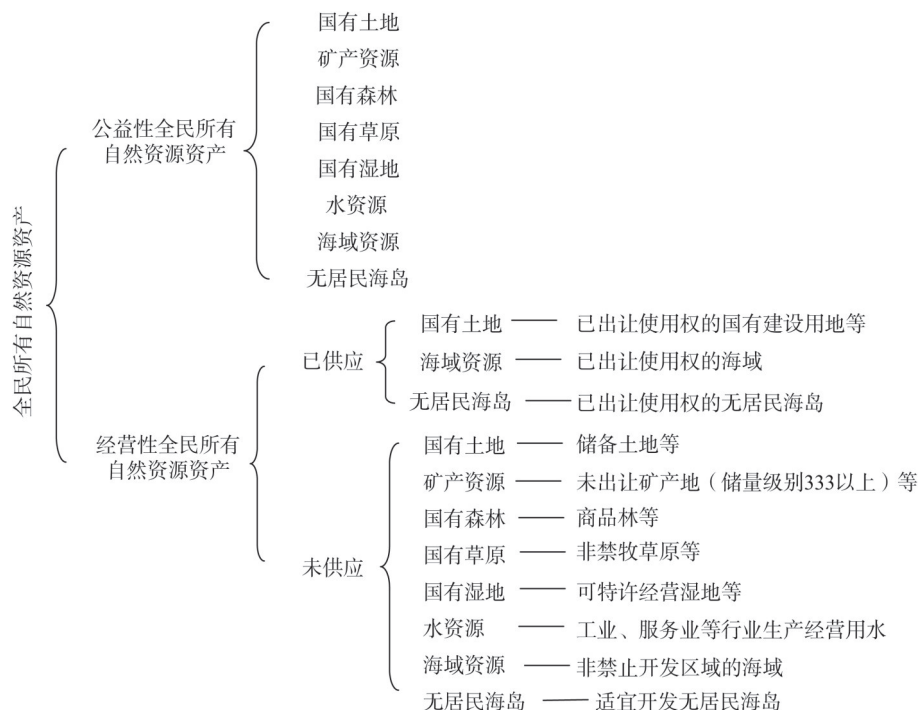 全民所有自然资源资产
公益性全民所有
自然资源资产
国有土地
矿产资源
国有森林
国有草原
国有湿地
水资源
海域资源
无居民海岛
经营性全民所有
自然资源资产
已供应
国有土地 —— 已出让使用权的国有建设用地等
海域资源 —— 已出让使用权的海域
无居民海岛 —— 已出让使用权的无居民海岛
未供应
国有土地 —— 储备土地等
矿产资源 —— 未出让矿产地（储量级别333以上）等
国有森林 —— 商品林等
国有草原 —— 非禁牧草原等
国有湿地 —— 可特许经营湿地等
水资源 —— 工业、服务业等行业生产经营用水
海域资源 —— 非禁止开发区域的海域
无居民海岛 —— 适宜开发无居民海岛